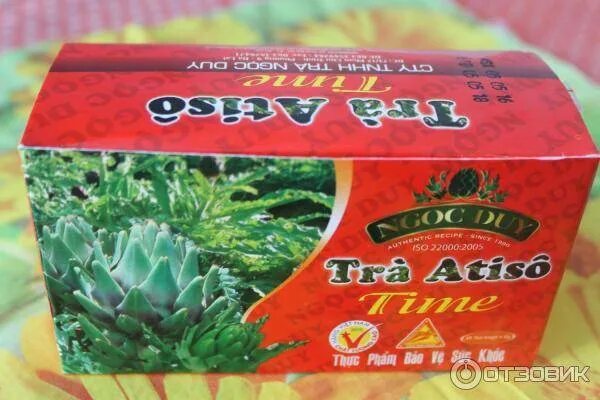 CTY TNHH TRÀ NGỌC DUY
Time
Trà Atisô
NGOC DUY
AUTHENTIC RECIPE - SINCE 1990
ISO 22000:2005
Trà Atisô
Time
Thực Phẩm Bảo Vệ Sức Khỏe
ОТЗОВИК